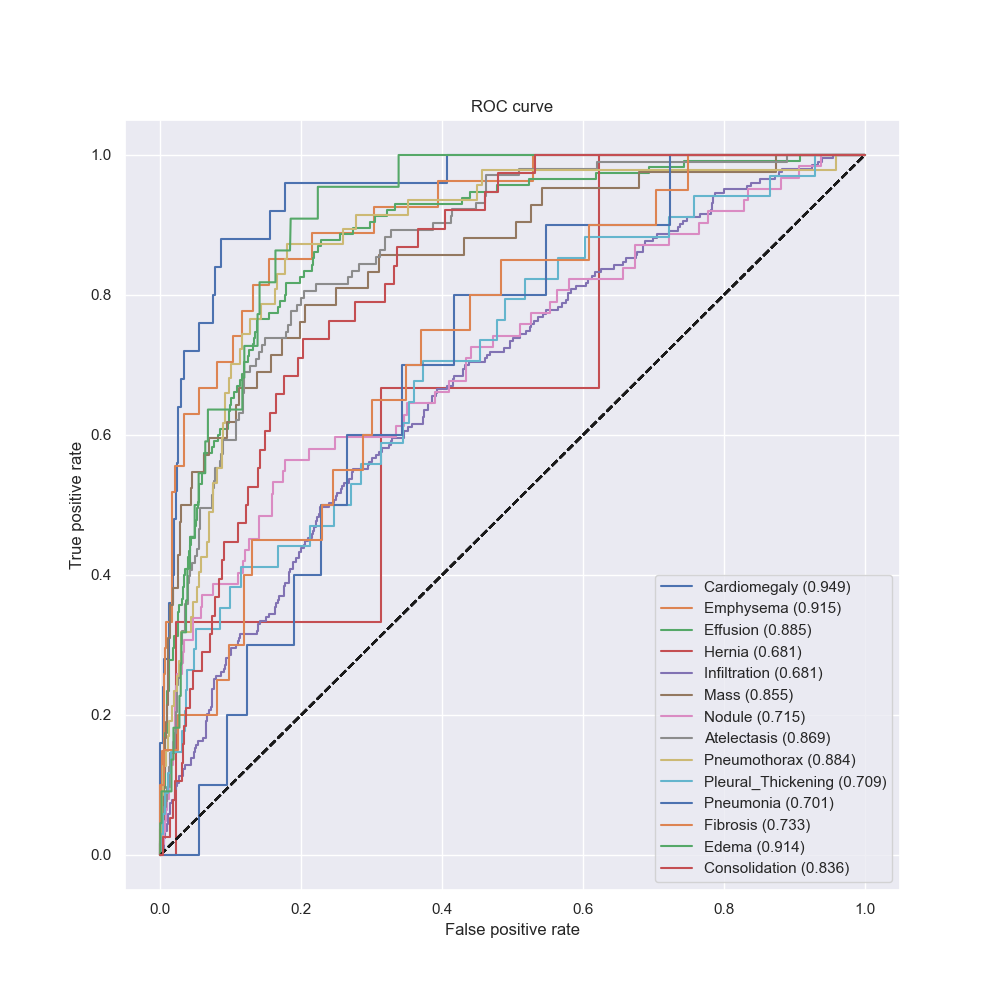 ROC curve
1.0
0.8
0.6
0.4
0.2
0.0
True positive rate
Cardiomegaly (0.949)
Emphysema (0.915)
Effusion (0.885)
Hernia (0.681)
Infiltration (0.681)
Mass (0.855)
Nodule (0.715)
Atelectasis (0.869)
Pneumothorax (0.884)
Pleural_Thickening (0.709)
Pneumonia (0.701)
Fibrosis (0.733)
Edema (0.914)
Consolidation (0.836)
0.0 0.2 0.4 0.6 0.8 1.0
False positive rate